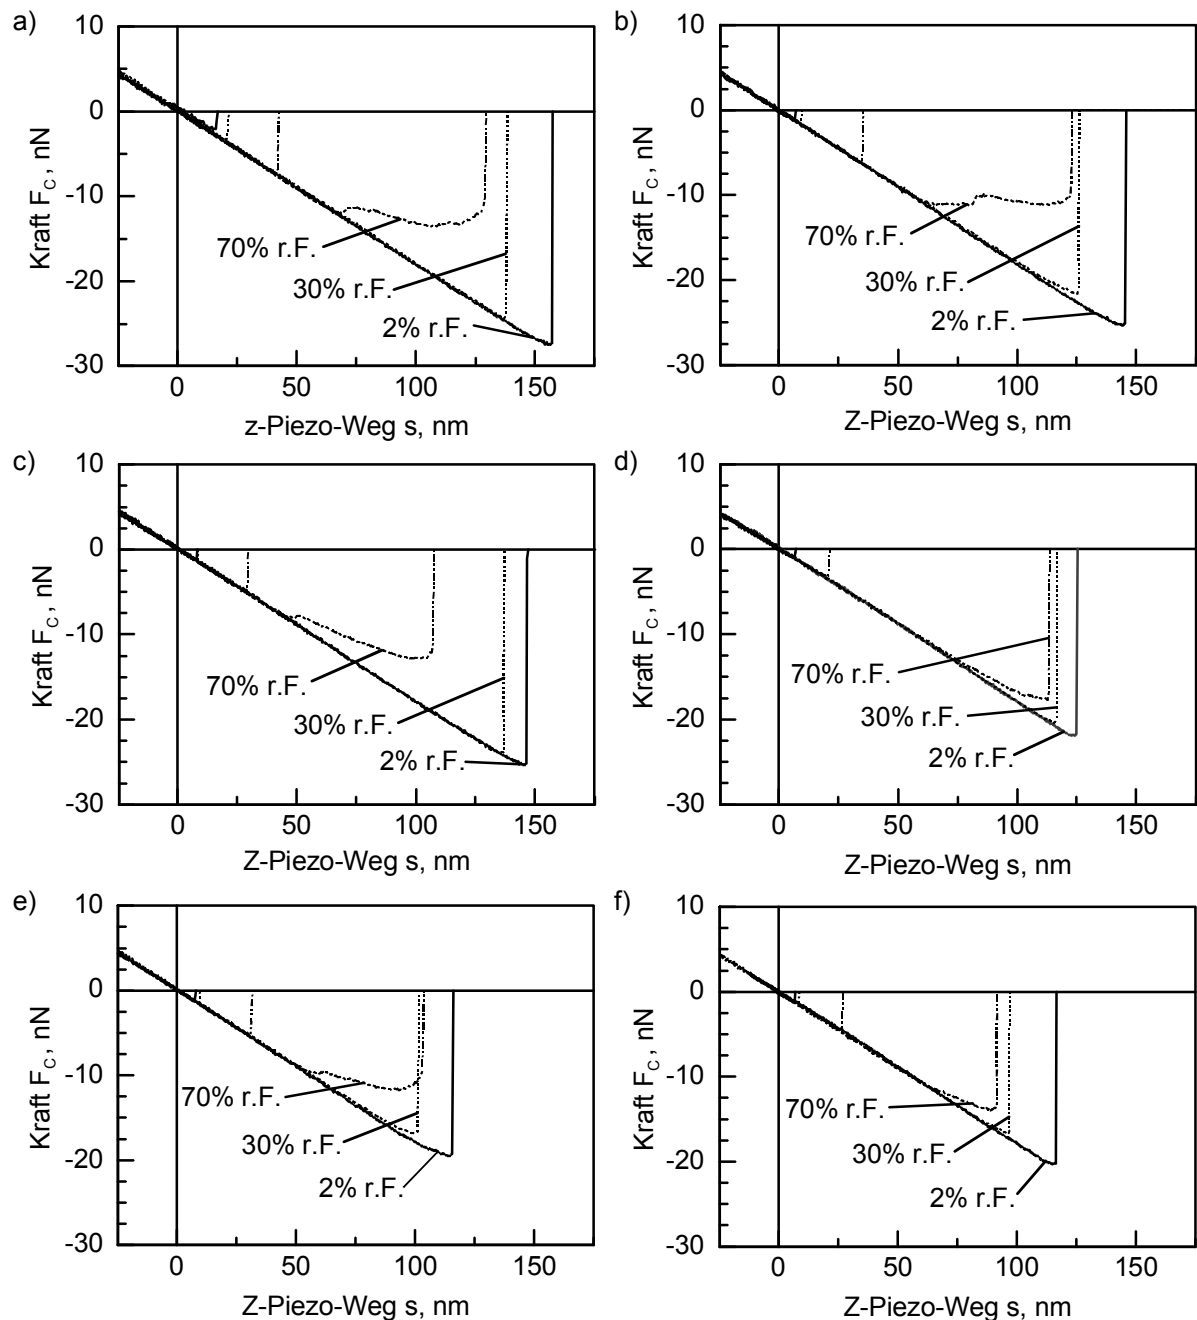 a)
10
0
-10
-20
-30
Kraft F_C, nN
70% r.F.
30% r.F.
2% r.F.
0 50 100 150
z-Piezo-Weg s, nm
b)
10
0
-10
-20
-30
Kraft F_C, nN
70% r.F.
30% r.F.
2% r.F.
0 50 100 150
Z-Piezo-Weg s, nm
c)
10
0
-10
-20
-30
Kraft F_C, nN
70% r.F.
30% r.F.
2% r.F.
0 50 100 150
Z-Piezo-Weg s, nm
d)
10
0
-10
-20
-30
Kraft F_C, nN
70% r.F.
30% r.F.
2% r.F.
0 50 100 150
Z-Piezo-Weg s, nm
e)
10
0
-10
-20
-30
Kraft F_C, nN
70% r.F.
30% r.F.
2% r.F.
0 50 100 150
Z-Piezo-Weg s, nm
f)
10
0
-10
-20
-30
Kraft F_C, nN
70% r.F.
30% r.F.
2% r.F.
0 50 100 150
Z-Piezo-Weg s, nm